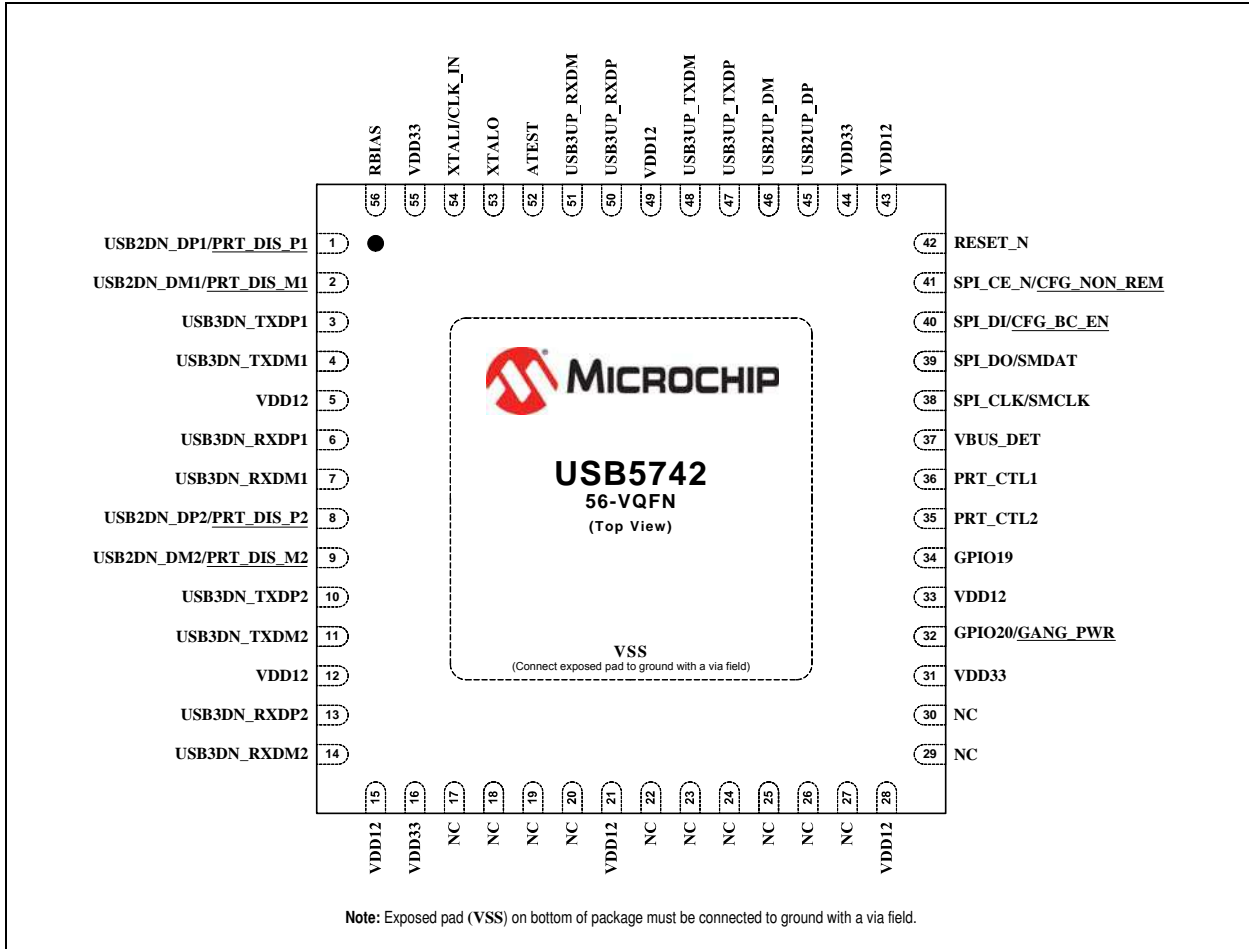 RBIAS
VDD33
XTALI/CLK_IN
XTALO
ATEST
USB3UP_RXDM
USB3UP_RXDP
VDD12
USB3UP_TXDM
USB3UP_TXDP
USB2UP_DM
USB2UP_DP
VDD33
VDD12
56
55
54
53
52
51
50
49
48
47
46
45
44
43
USB2DN_DP1/PRT_DIS_P1 1
USB2DN_DM1/PRT_DIS_M1 2
USB3DN_TXDP1 3
USB3DN_TXDM1 4
VDD12 5
USB3DN_RXDP1 6
USB3DN_RXDM1 7
USB2DN_DP2/PRT_DIS_P2 8
USB2DN_DM2/PRT_DIS_M2 9
USB3DN_TXDP2 10
USB3DN_TXDM2 11
VDD12 12
USB3DN_RXDP2 13
USB3DN_RXDM2 14
MICROCHIP
USB5742
56-VQFN
(Top View)
VSS
(Connect exposed pad to ground with a via field)
42 RESET_N
41 SPI_CE_N/CFG_NON_REM
40 SPI_DI/CFG_BC_EN
39 SPI_DO/SMDAT
38 SPI_CLK/SMCLK
37 VBUS_DET
36 PRT_CTL1
35 PRT_CTL2
34 GPIO19
33 VDD12
32 GPIO20/GANG_PWR
31 VDD33
30 NC
29 NC
15
16
17
18
19
20
21
22
23
24
25
26
27
28
VDD12
VDD33
NC
NC
NC
NC
VDD12
NC
NC
NC
NC
NC
NC
VDD12
Note: Exposed pad (VSS) on bottom of package must be connected to ground with a via field.